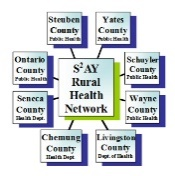 Steuben
County
Public Health
Yates
County
Public Health
Ontario
County
Public Health
S²AY
Rural
Health
Network
Schuyler
County
Public Health
Seneca
County
Health Dept.
Wayne
County
Public Health
Chemung
County
Health Dept.
Livingston
County
Dept. of Health